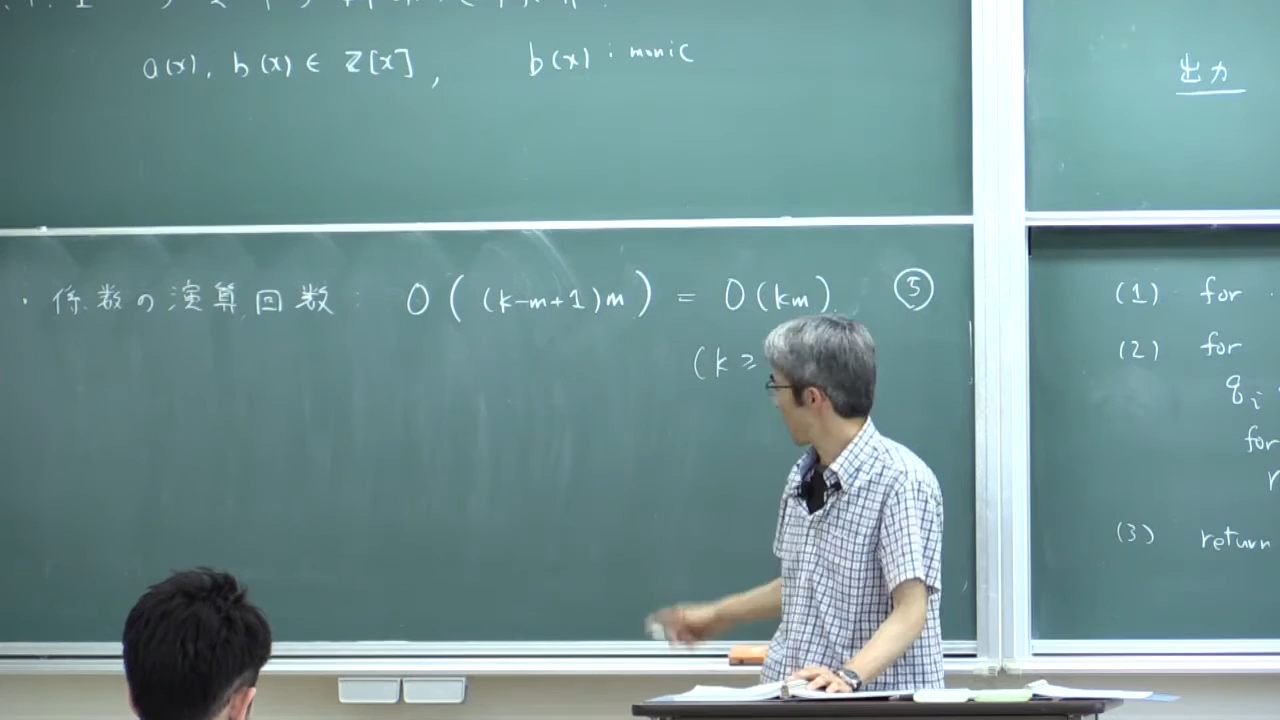 a(x), b(x) ∈ Z[x], b(x) : monic
・係数の演算回数: O((k-m+1)m) = O(km). ⑤
(k ≥
出力
(1) for
(2) for
q_i
for
r
(3) return